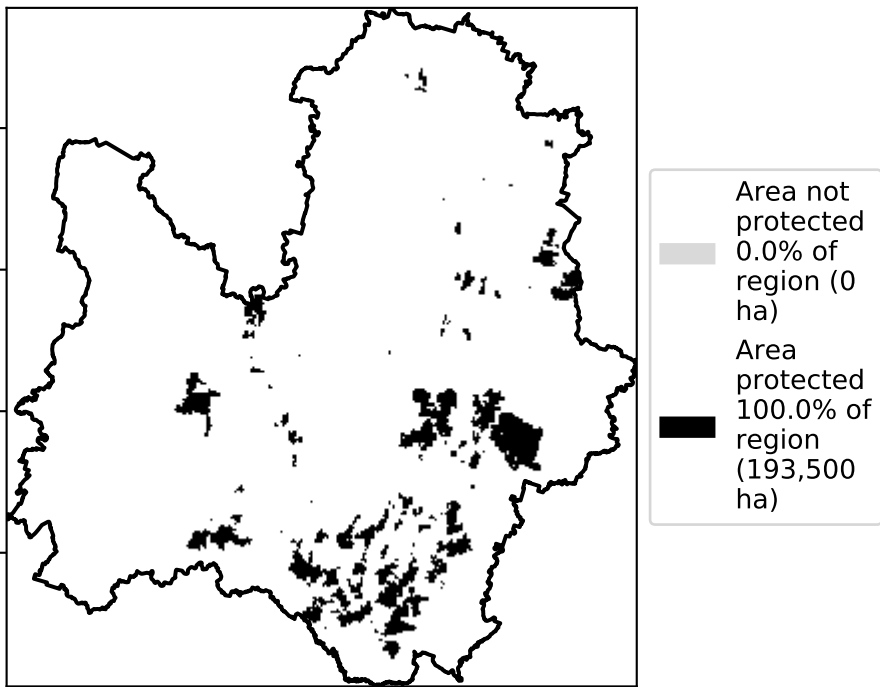 Area not
protected
0.0% of
region (0
ha)
Area
protected
100.0% of
region
(193,500
ha)